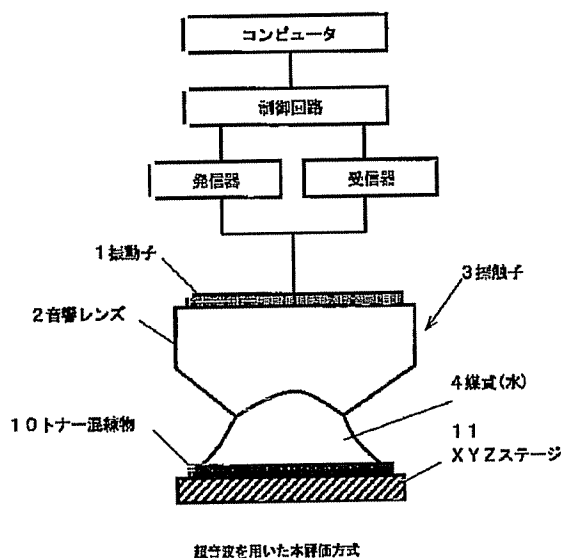 コンピュータ
制御回路
発信器
受信器
1振動子
3探触子
2音響レンズ
4媒質(水)
10トナー混練物
11
XYZステージ
超音波を用いた本評価方式